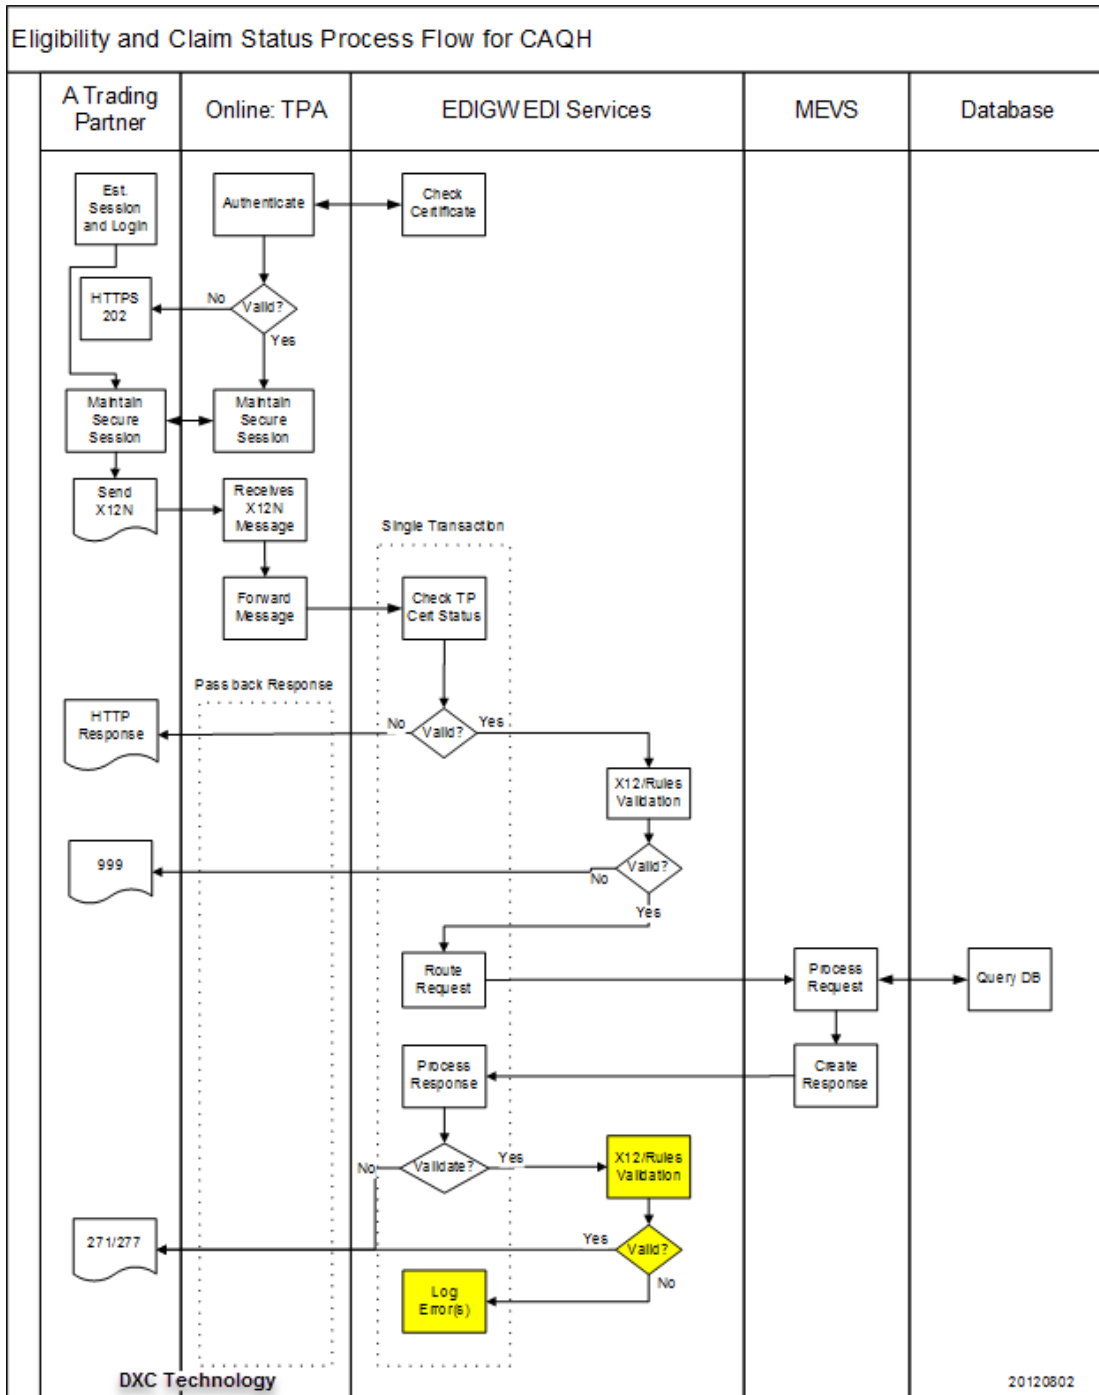 Eligibility and Claim Status Process Flow for CAQH
A Trading
Partner
Online: TPA
EDIGW EDI Services
MEVS
Database
Est.
Session
and Login
Authenticate
Check
Certificate
HTTPS
202
No
Valid?
Yes
Maintain
Secure
Session
Maintain
Secure
Session
Send
X12N
Receives
X12N
Message
Single Transaction
Forward
Message
Check TP
Cert Status
Pass back Response
HTTP
Response
No
Valid?
Yes
X12/Rules
Validation
999
No
Valid?
Yes
Route
Request
Process
Request
Query DB
Process
Response
Create
Response
No
Validate?
Yes
X12/Rules
Validation
271/277
Yes
Valid?
No
Log
Error(s)
DXC Technology
20120802